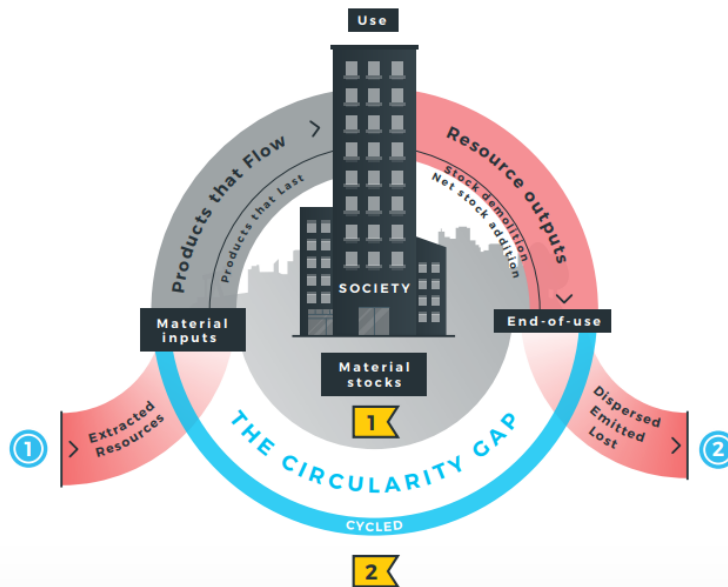 Use
Products that Flow
Products that Last
Resource outputs
Stock demolition
Net stock addition
SOCIETY
Material
inputs
End-of-use
Material
stocks
1
Extracted
Resources
1
Dispersed
Emitted
Lost
2
THE CIRCULARITY GAP
CYCLED
2